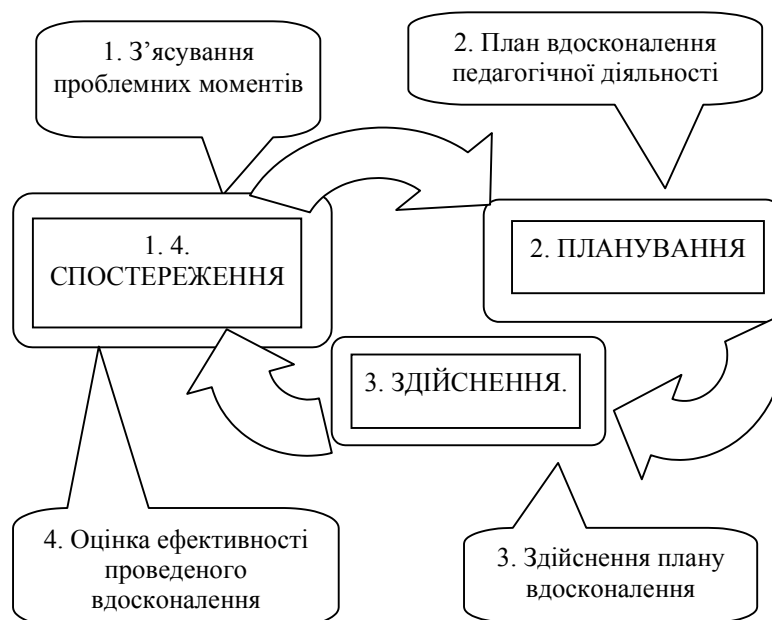 1. З’ясування
проблемних моментів
2. План вдосконалення
педагогічної діяльності
1. 4.
СПОСТЕРЕЖЕННЯ
2. ПЛАНУВАННЯ
3. ЗДІЙСНЕННЯ.
4. Оцінка ефективності
проведеного
вдосконалення
3. Здійснення плану
вдосконалення